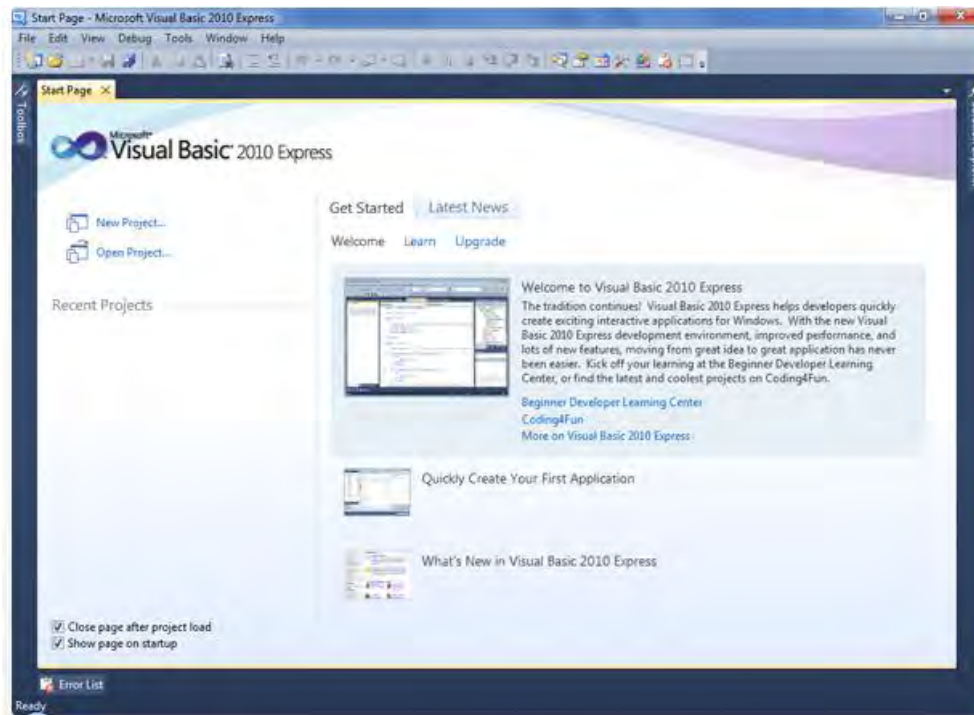 Start Page - Microsoft Visual Basic 2010 Express
File Edit View Debug Tools Window Help
Start Page
Toolbox
Microsoft
Visual Basic 2010 Express
New Project...
Open Project...
Recent Projects
Get Started Latest News
Welcome Learn Upgrade
Welcome to Visual Basic 2010 Express
The tradition continues! Visual Basic 2010 Express helps developers quickly
create exciting interactive applications for Windows. With the new Visual
Basic 2010 Express development environment, improved performance, and
lots of new features, moving from great idea to great application has never
been easier. Kick off your learning at the Beginner Developer Learning
Center, or find the latest and coolest projects on Coding4Fun.
Beginner Developer Learning Center
Coding4Fun
More on Visual Basic 2010 Express
Quickly Create Your First Application
What's New in Visual Basic 2010 Express
Close page after project load
Show page on startup
Error List
Ready